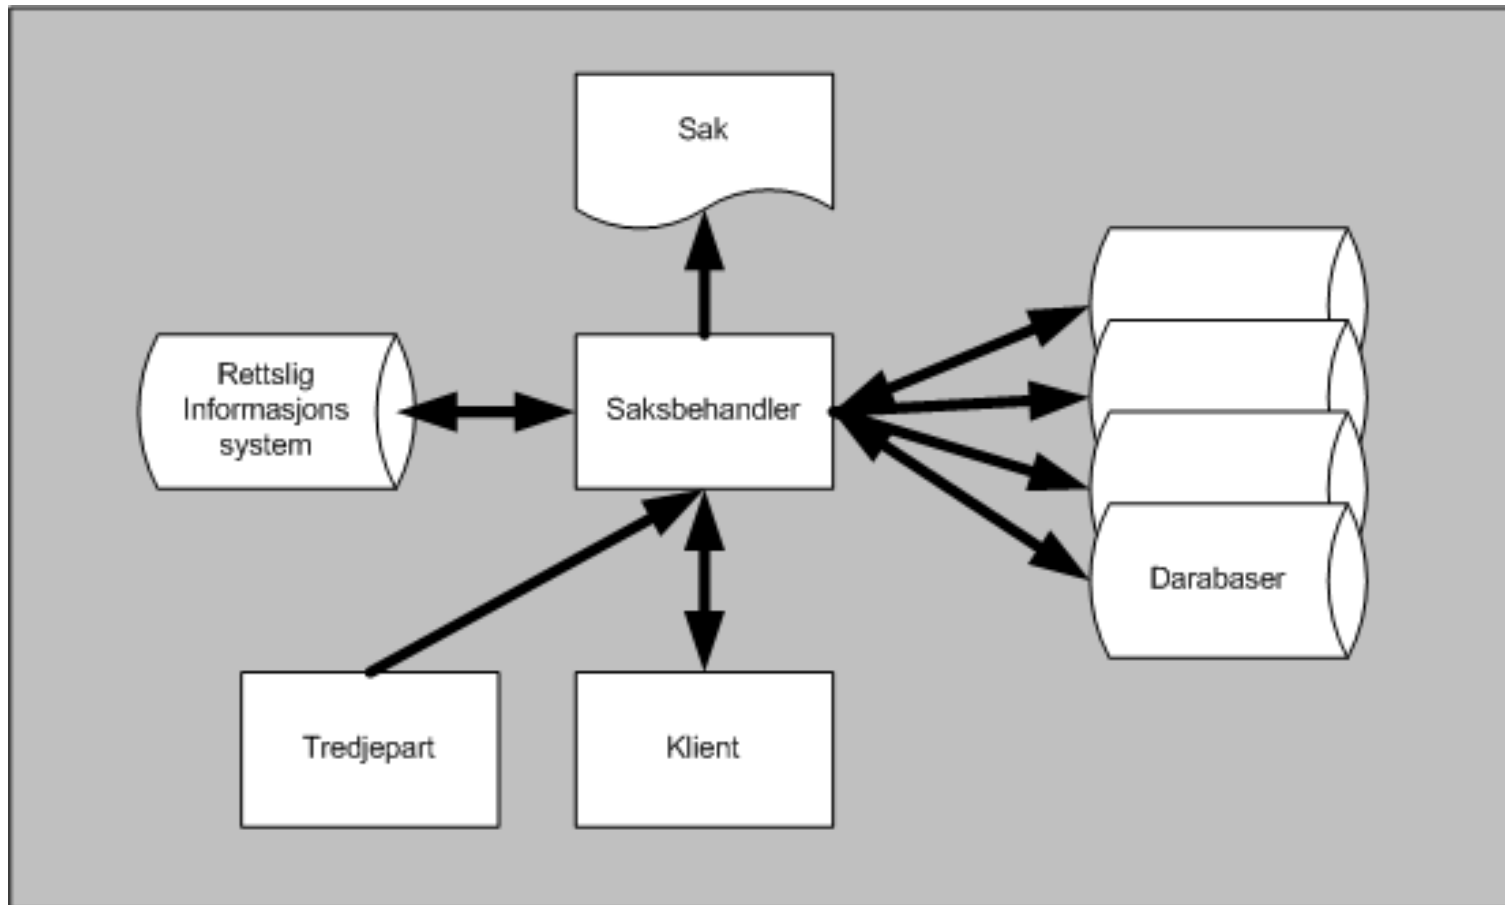 Sak
Rettslig
Informasjons
system
Saksbehandler
Darabaser
Tredjepart
Klient